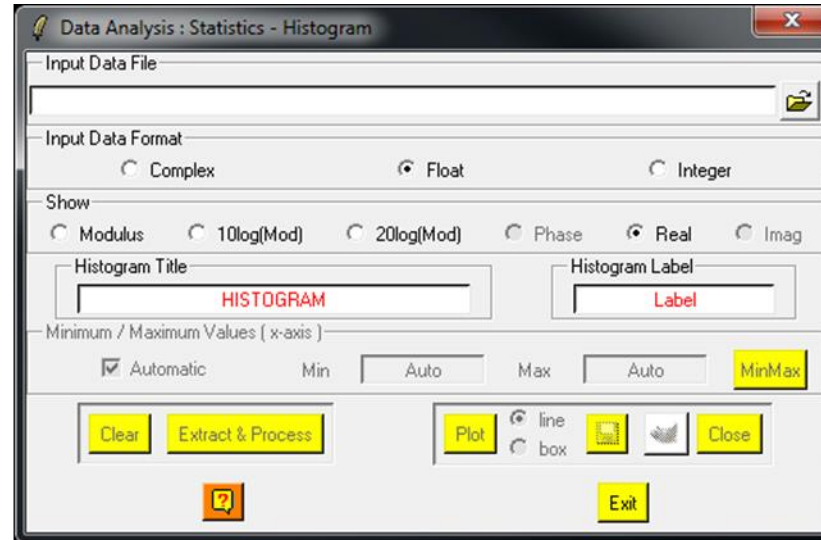 Data Analysis : Statistics - Histogram
Input Data File
Input Data Format
Complex Float Integer
Show
Modulus 10log(Mod) 20log(Mod) Phase Real Imag
Histogram Title Histogram Label
HISTOGRAM Label
Minimum / Maximum Values ( x-axis )
Automatic Min Auto Max Auto MinMax
Clear Extract & Process Plot line box Close
? Exit